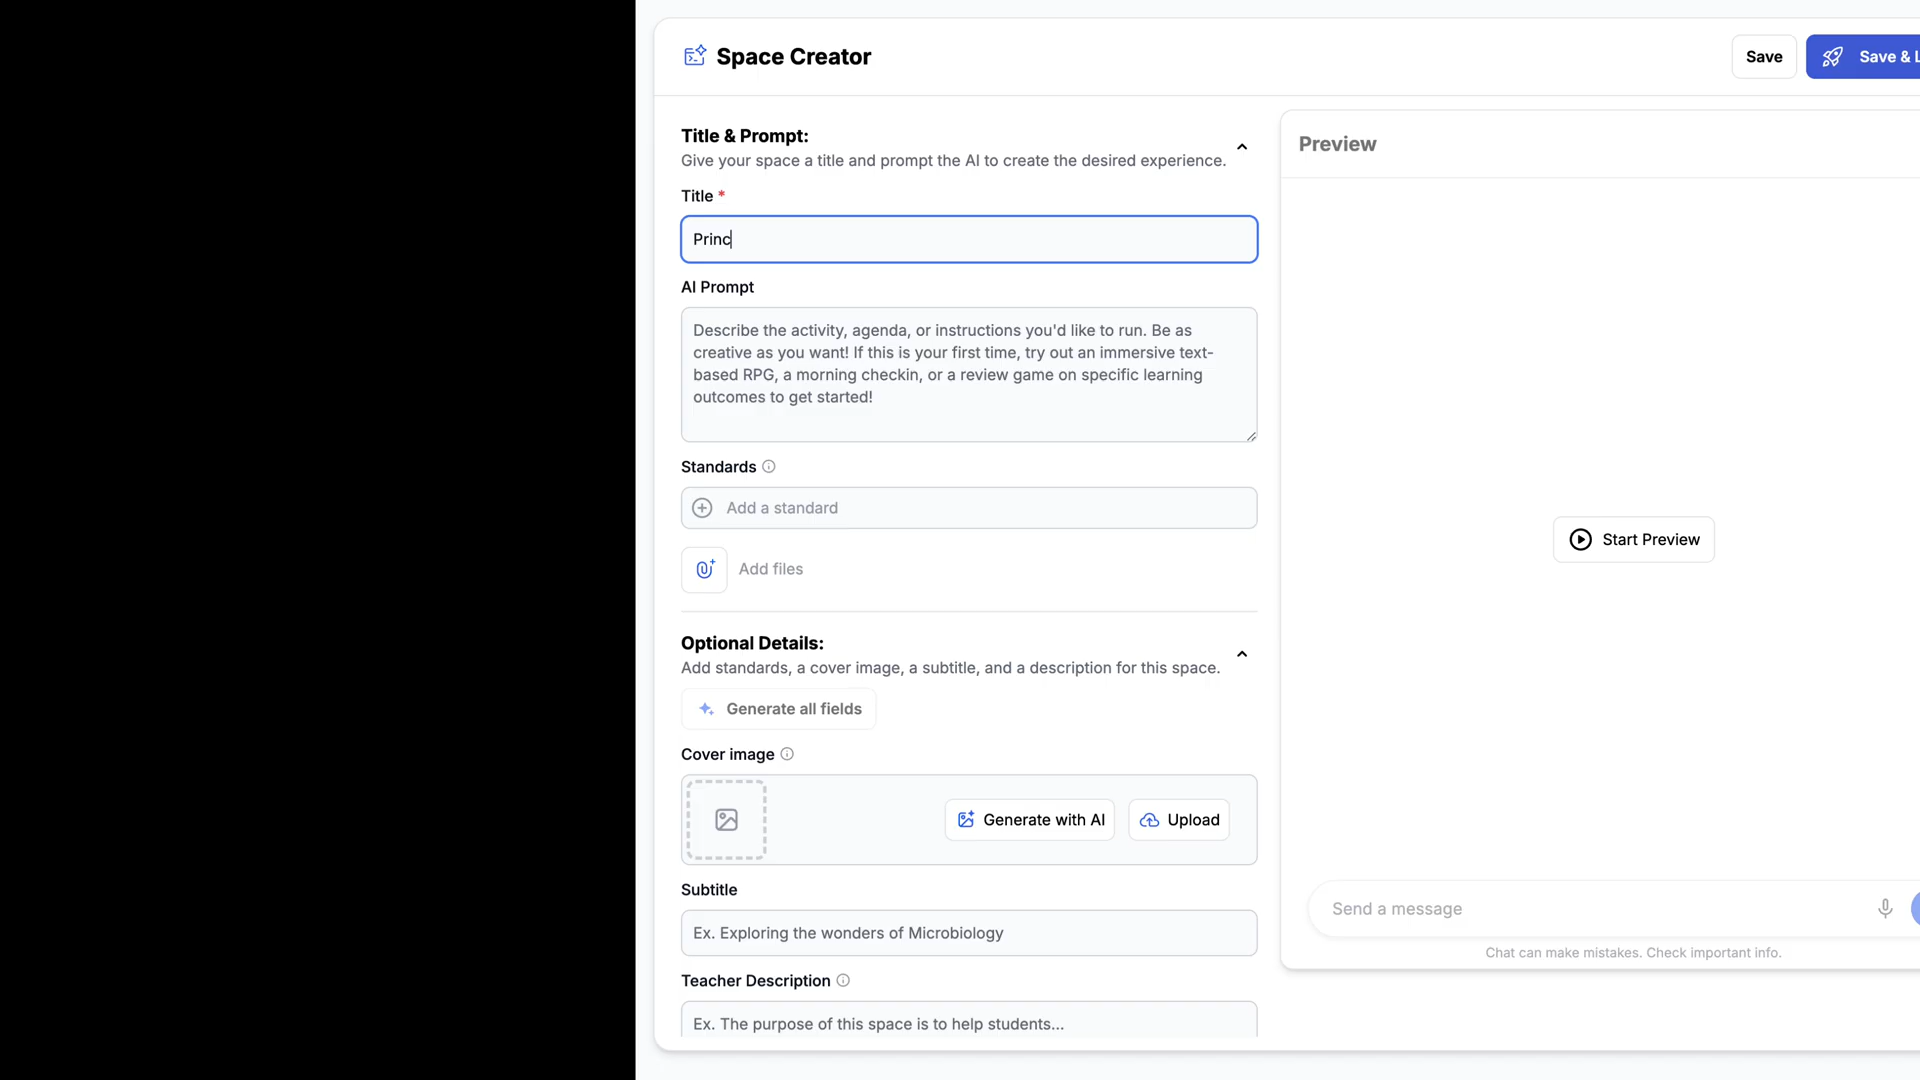 Space Creator
Save
Save & L
Title & Prompt:
Give your space a title and prompt the AI to create the desired experience.
Title *
Princ
AI Prompt
Describe the activity, agenda, or instructions you'd like to run. Be as
creative as you want! If this is your first time, try out an immersive text-
based RPG, a morning checkin, or a review game on specific learning
outcomes to get started!
Standards
Add a standard
Add files
Optional Details:
Add standards, a cover image, a subtitle, and a description for this space.
Generate all fields
Cover image
Generate with AI
Upload
Subtitle
Ex. Exploring the wonders of Microbiology
Teacher Description
Ex. The purpose of this space is to help students...
Preview
Start Preview
Send a message
Chat can make mistakes. Check important info.